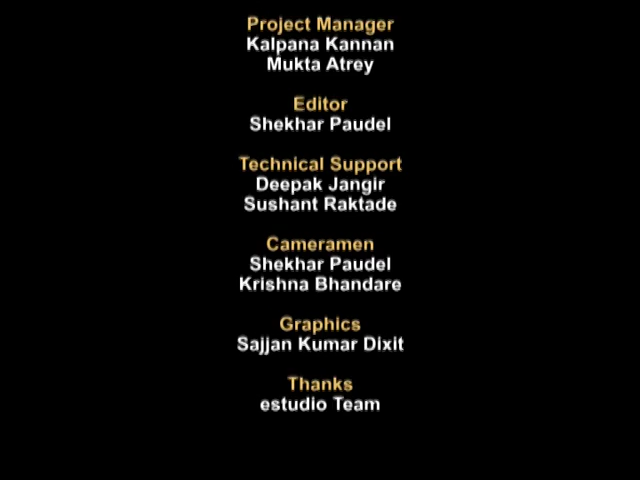 Project Manager
Kalpana Kannan
Mukta Atrey
Editor
Shekhar Paudel
Technical Support
Deepak Jangir
Sushant Raktade
Cameramen
Shekhar Paudel
Krishna Bhandare
Graphics
Sajjan Kumar Dixit
Thanks
estudio Team